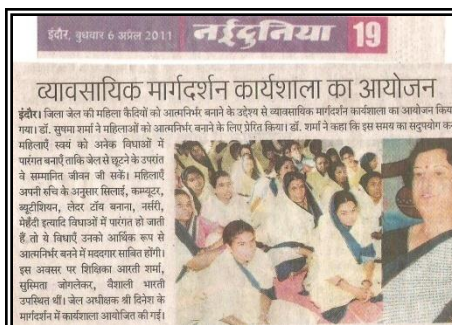 इंदौर, बुधवार 6 अप्रेल 2011 नईदुनिया 19
व्यावसायिक मार्गदर्शन कार्यशाला का आयोजन
इंदौर। जिला जेल की महिला कैदियों को आत्मनिर्भर बनाने के उद्देश्य से व्यावसायिक मार्गदर्शन कार्यशाला का आयोजन किया
गया। डॉ. सुषमा शर्मा ने महिलाओं को आत्मनिर्भर बनाने के लिए प्रेरित किया। डॉ. शर्मा ने कहा कि इस समय का सदुपयोग कर
महिलाएँ स्वयं को अनेक विधाओं में
पारंगत बनाएँ ताकि जेल से छूटने के उपरांत
वे सम्मानित जीवन जी सकें। महिलाएँ
अपनी रुचि के अनुसार सिलाई, कम्प्यूटर,
ब्यूटीशियन, लेदर टॉय बनाना, नर्सरी,
मेहँदी इत्यादि विधाओं में पारंगत हो जाती
हैं तो ये विधाएँ उनको आर्थिक रूप से
आत्मनिर्भर बनने में मददगार साबित होंगी।
इस अवसर पर शिक्षिका आरती शर्मा,
सुस्मिता जोगलेकर, वैशाली भारती
उपस्थित थीं। जेल अधीक्षक श्री दिनेश के
मार्गदर्शन में कार्यशाला आयोजित की गई।